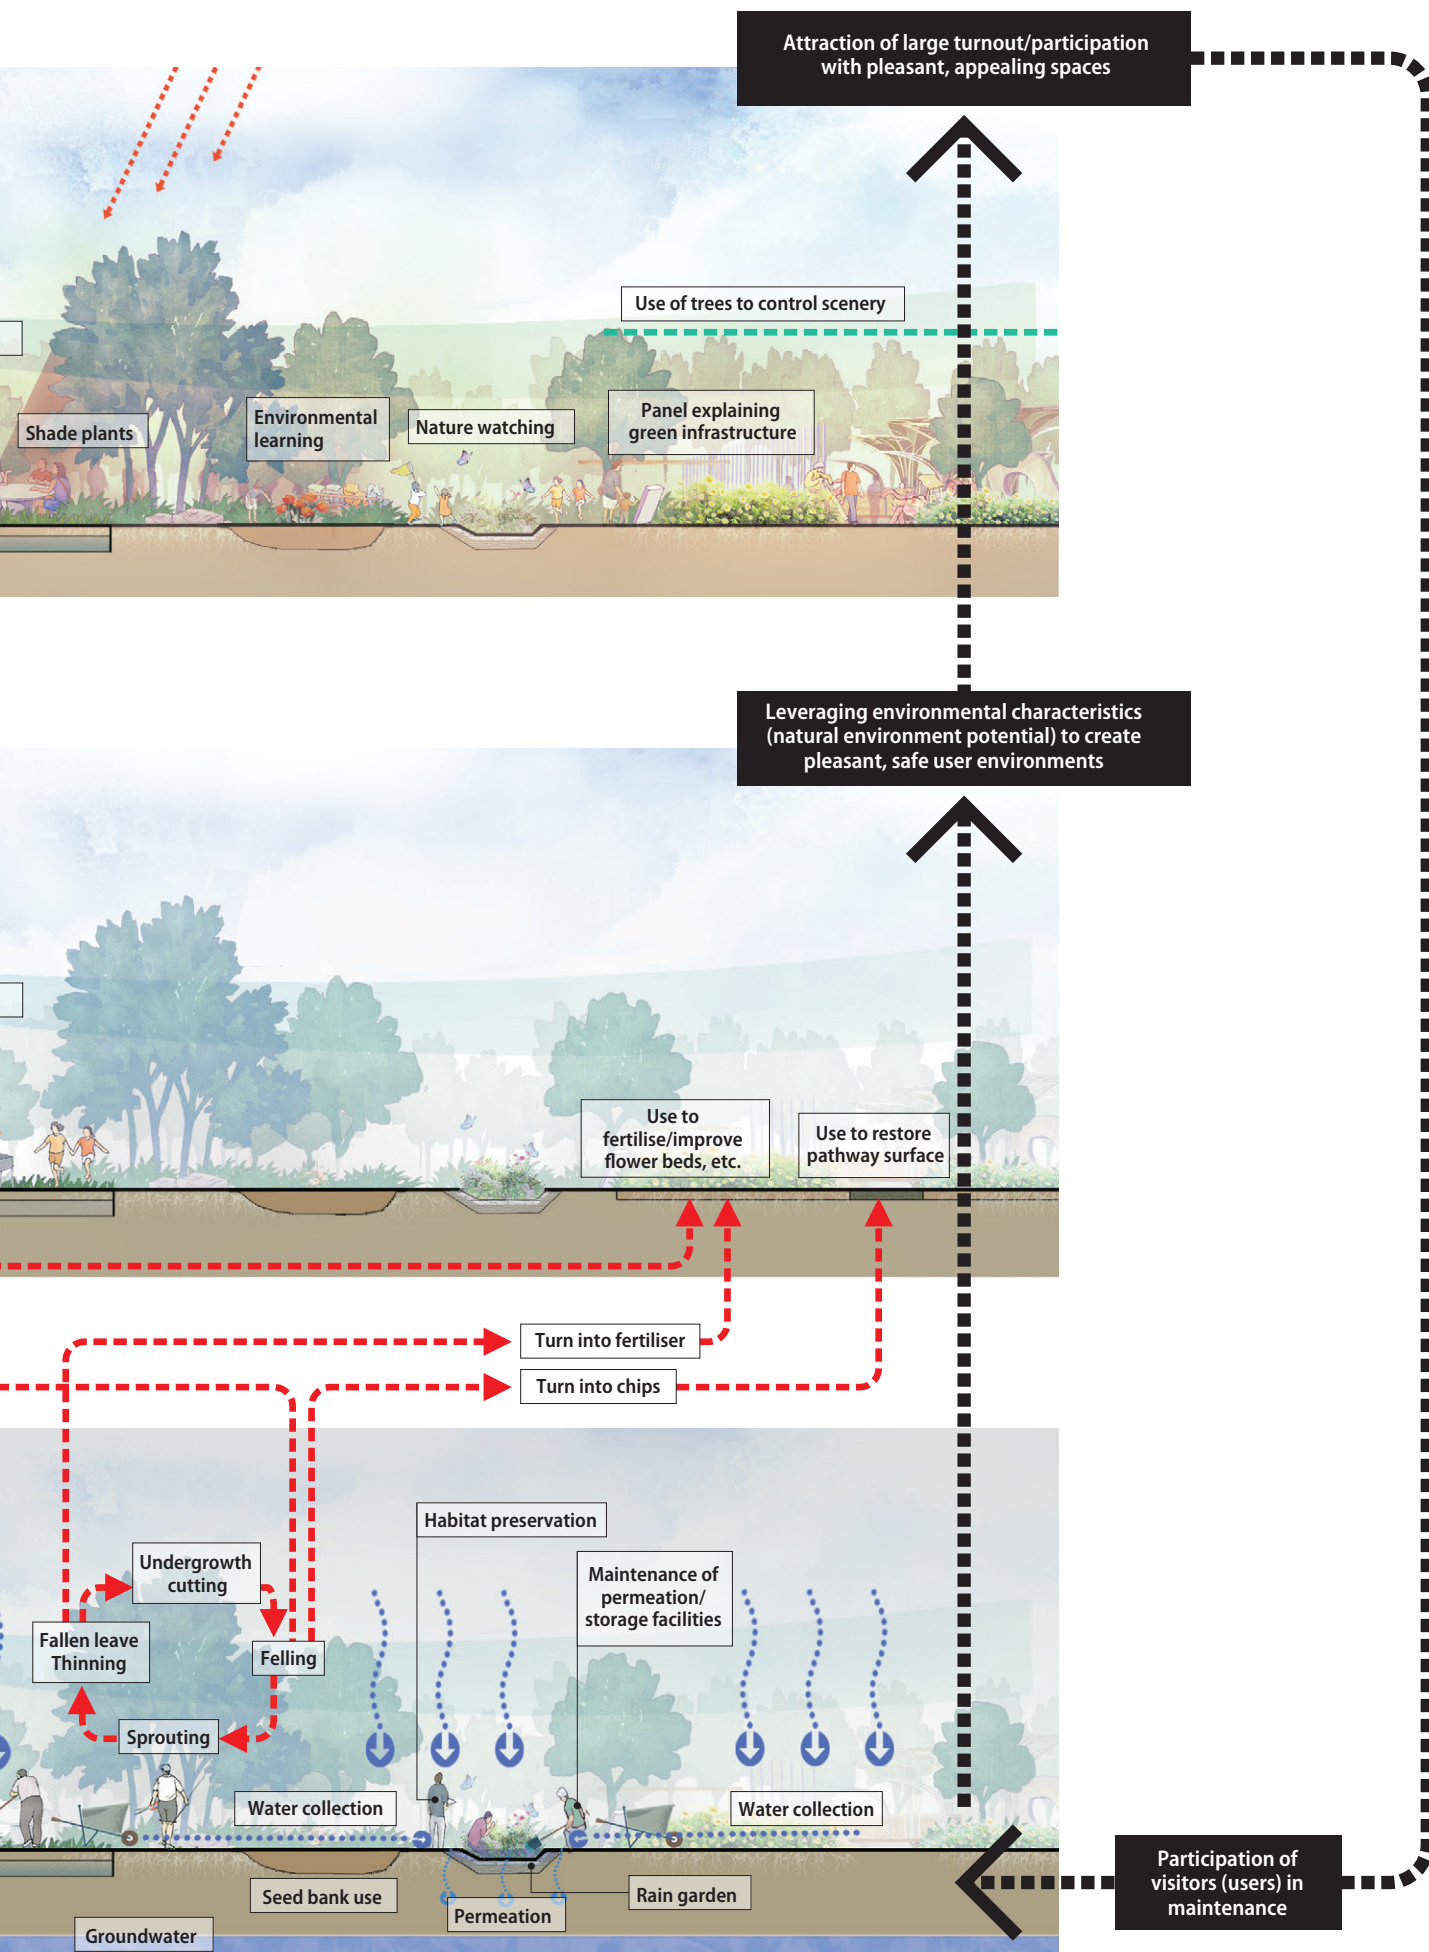 Attraction of large turnout/participation
with pleasant, appealing spaces
Use of trees to control scenery
Shade plants
Environmental
learning
Nature watching
Panel explaining
green infrastructure
Leveraging environmental characteristics
(natural environment potential) to create
pleasant, safe user environments
Use to
fertilise/improve
flower beds, etc.
Use to restore
pathway surface
Turn into fertiliser
Turn into chips
Habitat preservation
Undergrowth
cutting
Maintenance of
permeation/
storage facilities
Fallen leave
Thinning
Felling
Sprouting
Water collection
Water collection
Seed bank use
Rain garden
Permeation
Groundwater
Participation of
visitors (users) in
maintenance